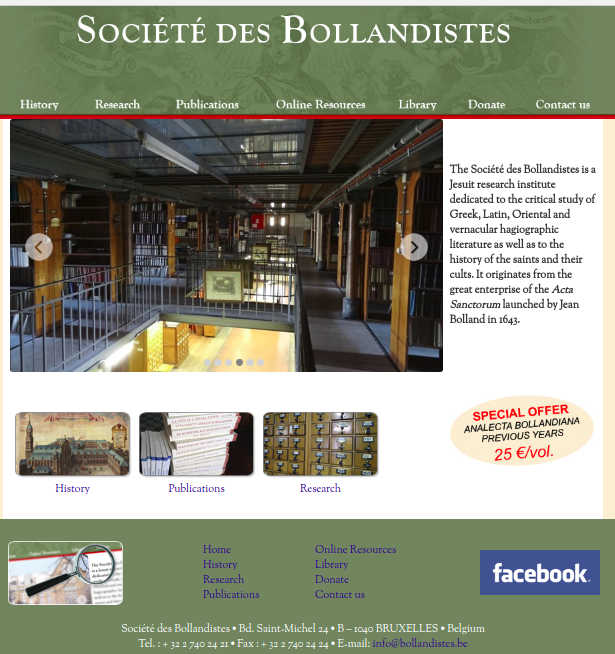 Société des Bollandistes
History Research Publications Online Resources Library Donate Contact us
The Société des Bollandistes is a
Jesuit research institute
dedicated to the critical study of
Greek, Latin, Oriental and
vernacular hagiographic
literature as well as to the
history of the saints and their
cults. It originates from the
great enterprise of the Acta
Sanctorum launched by Jean
Bolland in 1643.
SPECIAL OFFER
ANALECTA BOLLANDIANA
PREVIOUS YEARS
25 €/vol.
History Publications Research
Home
History
Research
Publications
Online Resources
Library
Donate
Contact us
facebook
Société des Bollandistes • Bd. Saint-Michel 24 • B – 1040 BRUXELLES • Belgium
Tel. : + 32 2 740 24 21 • Fax : + 32 2 740 24 24 • E-mail: info@bollandistes.be